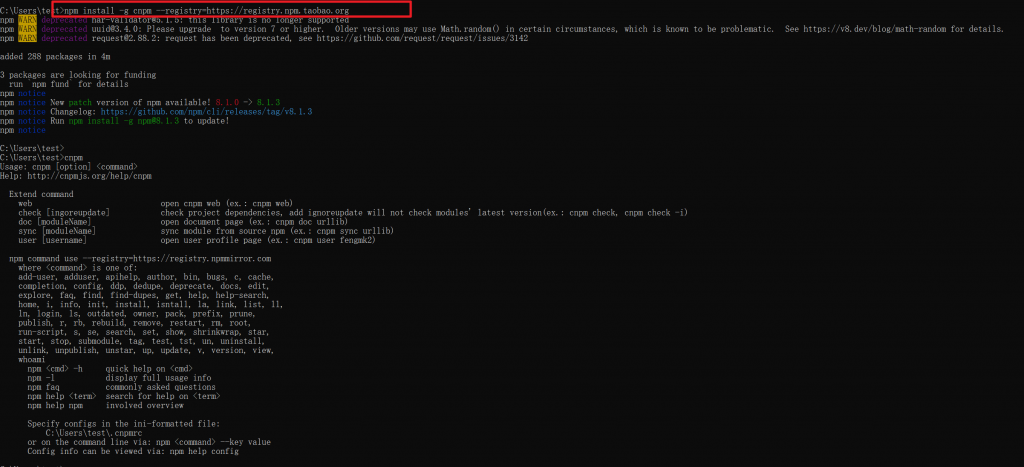 C:\Users\test>npm install -g cnpm --registry=https://registry.npm.taobao.org
npm WARN deprecated har-validator@5.1.5: this library is no longer supported
npm WARN deprecated uuid@3.4.0: Please upgrade  to version 7 or higher.  Older versions may use Math.random() in certain circumstances, which is known to be problematic.  See https://v8.dev/blog/math-random for details.
npm WARN deprecated request@2.88.2: request has been deprecated, see https://github.com/request/request/issues/3142
added 288 packages in 4m
3 packages are looking for funding
run  npm fund  for details
npm notice
npm notice New patch version of npm available! 8.1.0 -> 8.1.3
npm notice Changelog: https://github.com/npm/cli/releases/tag/v8.1.3
npm notice Run npm install -g npm@8.1.3 to update!
npm notice
C:\Users\test>
C:\Users\test>cnpm
Usage: cnpm [option] <command>
Help: http://cnpmjs.org/help/cnpm
Extend command
web                            open cnpm web (ex.: cnpm web)
check [ingoreupdate]           check project dependencies, add ignoreupdate will not check modules' latest version(ex.: cnpm check, cnpm check -i)
doc [moduleName]               open document page (ex.: cnpm doc urllib)
sync [moduleName]              sync module from source npm (ex.: cnpm sync urllib)
user [username]                open user profile page (ex.: cnpm user fengmk2)
npm command use --registry=https://registry.npmmirror.com
where <command> is one of:
add-user, adduser, apihelp, author, bin, bugs, c, cache,
completion, config, ddp, dedupe, deprecate, docs, edit,
explore, faq, find, find-dupes, get, help, help-search,
home, i, info, init, install, isntall, la, link, list, ll,
ln, login, ls, outdated, owner, pack, prefix, prune,
publish, r, rb, rebuild, remove, restart, rm, root,
run-script, s, se, search, set, show, shrinkwrap, star,
start, stop, submodule, tag, test, tst, un, uninstall,
unlink, unpublish, unstar, up, update, v, version, view,
whoami
npm <cmd> -h     quick help on <cmd>
npm -l           display full usage info
npm faq          commonly asked questions
npm help <term>  search for help on <term>
npm help npm     involved overview
Specify configs in the ini-formatted file:
C:\Users\test\.cnpmrc
or on the command line via: npm <command> --key value
Config info can be viewed via: npm help config